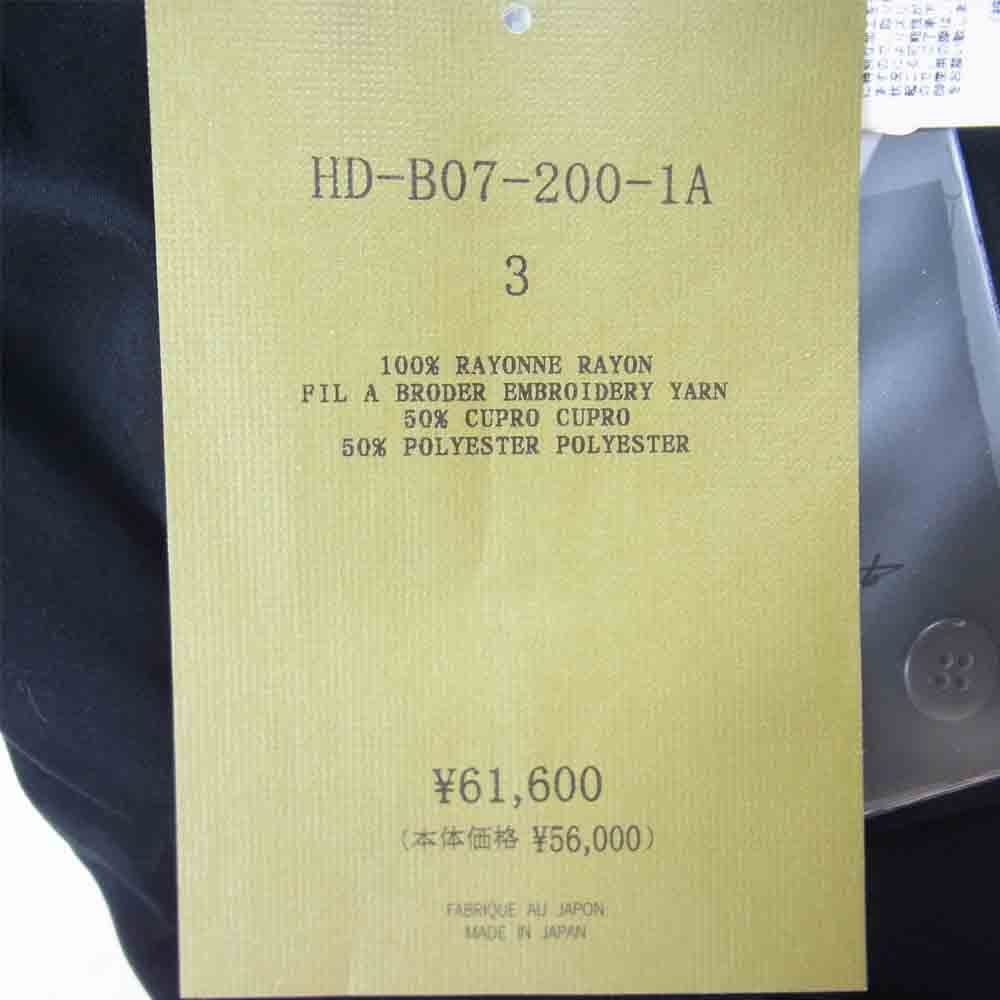 HD-B07-200-1A
3
100% RAYONNE RAYON
FIL A BRODER EMBROIDERY YARN
50% CUPRO CUPRO
50% POLYESTER POLYESTER
¥61,600
(本体価格 ¥56,000)
FABRIQUE AU JAPON
MADE IN JAPAN